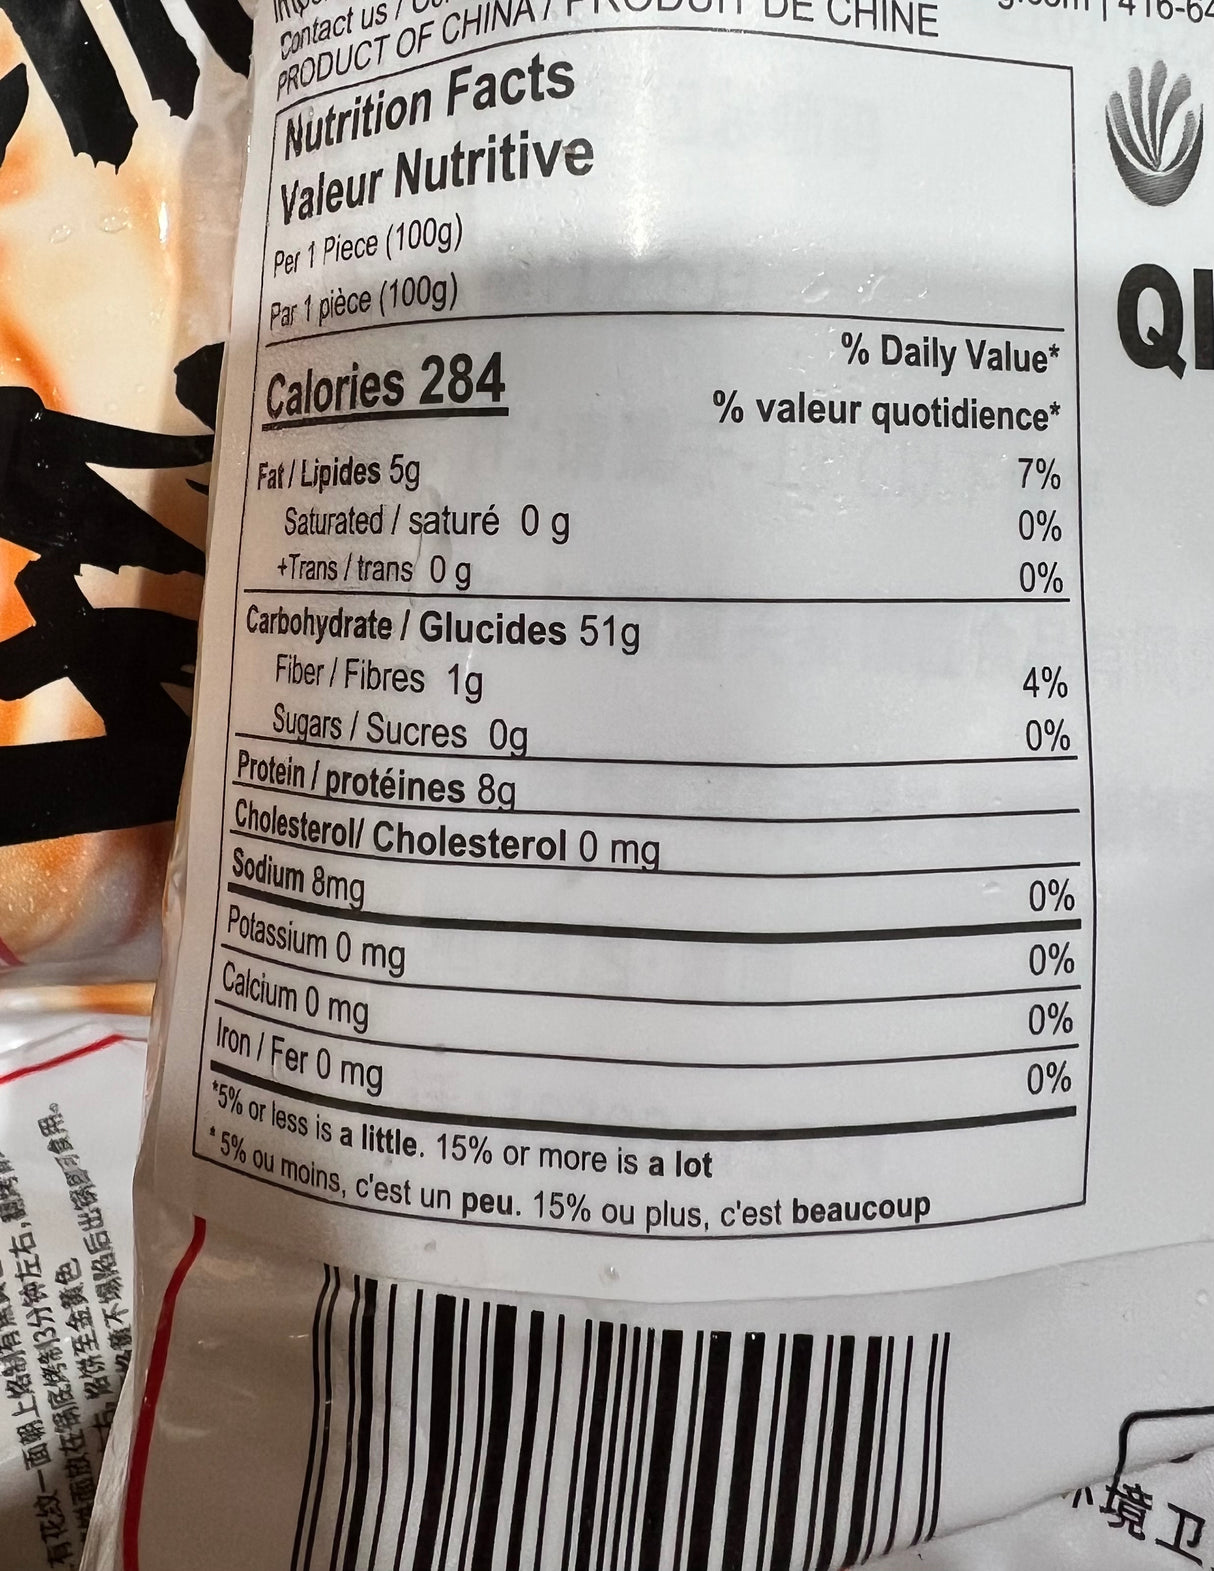 Contact us /
PRODUCT OF CHINA / PRODUIT DE CHINE
Nutrition Facts
Valeur Nutritive
Per 1 Piece (100g)
Par 1 pièce (100g)
Calories 284
% Daily Value*
% valeur quotidience*
Fat / Lipides 5g 7%
Saturated / saturé 0 g 0%
+Trans / trans 0 g 0%
Carbohydrate / Glucides 51g
Fiber / Fibres 1g 4%
Sugars / Sucres 0g 0%
Protein / protéines 8g
Cholesterol/ Cholesterol 0 mg
Sodium 8mg 0%
Potassium 0 mg 0%
Calcium 0 mg 0%
Iron / Fer 0 mg 0%
*5% or less is a little. 15% or more is a lot
* 5% ou moins, c'est un peu. 15% ou plus, c'est beaucoup
境卫